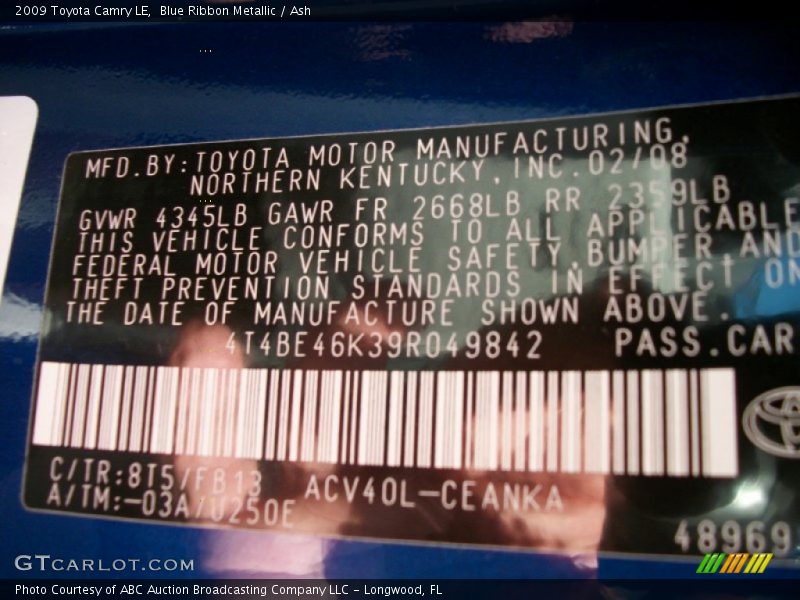 2009 Toyota Camry LE,  Blue Ribbon Metallic / Ash
MFD.BY:TOYOTA MOTOR MANUFACTURING,
NORTHERN KENTUCKY,INC.02/08
GVWR 4345LB GAWR FR 2668LB RR 2359LB
THIS VEHICLE CONFORMS TO ALL APPLICABLE
FEDERAL MOTOR VEHICLE SAFETY,BUMPER,AND
THEFT PREVENTION STANDARDS IN EFFECT ON
THE DATE OF MANUFACTURE SHOWN ABOVE.
4T4BE46K39R049842 PASS.CAR
C/TR:8T5/FB13 ACV40L-CEANKA
A/TM:-03A/U250E
48969
GTCARLOT.COM
Photo Courtesy of ABC Auction Broadcasting Company LLC - Longwood, FL